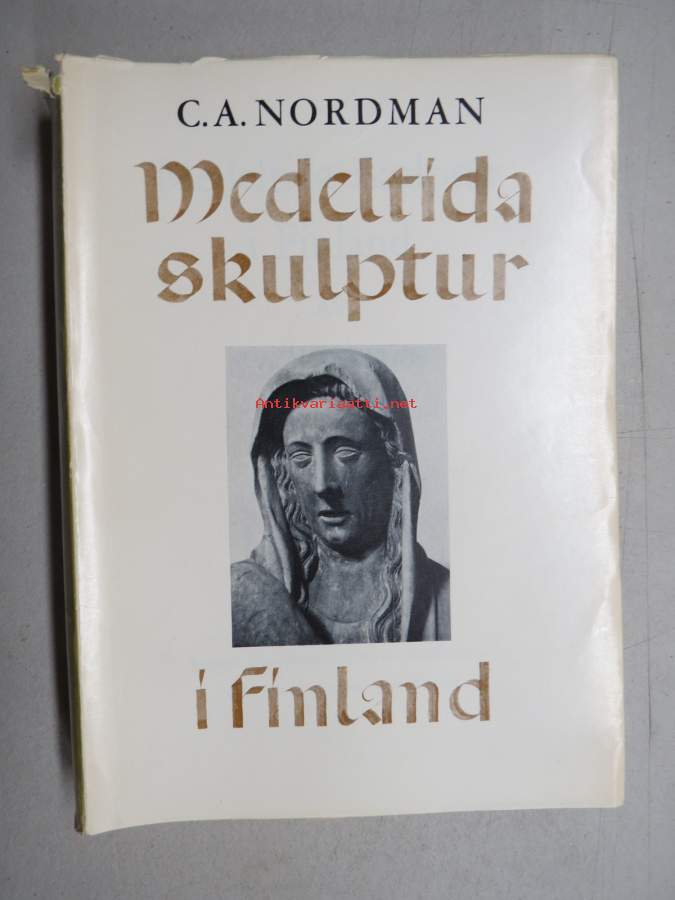 C.A. NORDMAN
Medeltida
skulptur
Antikvariaatti.net
i Finland